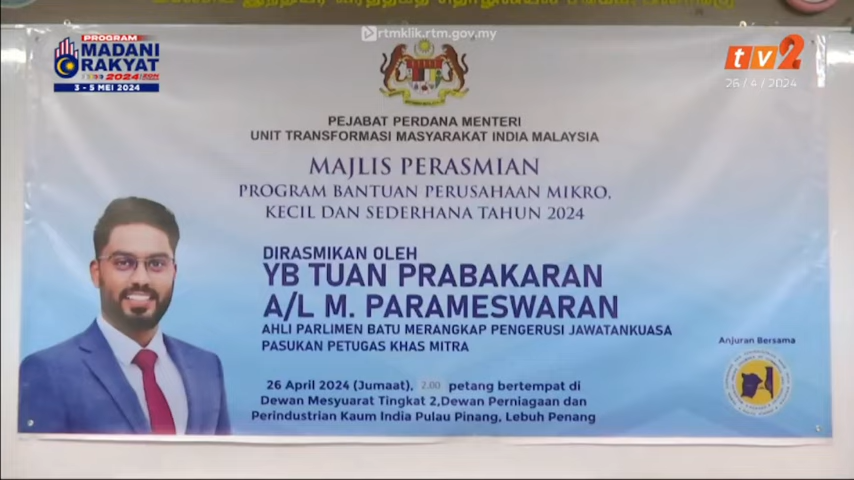 rtmklik.rtm.gov.my
PROGRAM
MADANI
RAKYAT
2024
3 - 5 MEI 2024
tv2
26 / 4 / 2024
PEJABAT PERDANA MENTERI
UNIT TRANSFORMASI MASYARAKAT INDIA MALAYSIA
MAJLIS PERASMIAN
PROGRAM BANTUAN PERUSAHAAN MIKRO,
KECIL DAN SEDERHANA TAHUN 2024
DIRASMIKAN OLEH
YB TUAN PRABAKARAN
A/L M. PARAMESWARAN
AHLI PARLIMEN BATU MERANGKAP PENGERUSI JAWATANKUASA
PASUKAN PETUGAS KHAS MITRA
Anjuran Bersama
26 April 2024 (Jumaat), 2.00 petang bertempat di
Dewan Mesyuarat Tingkat 2,Dewan Perniagaan dan
Perindustrian Kaum India Pulau Pinang, Lebuh Penang